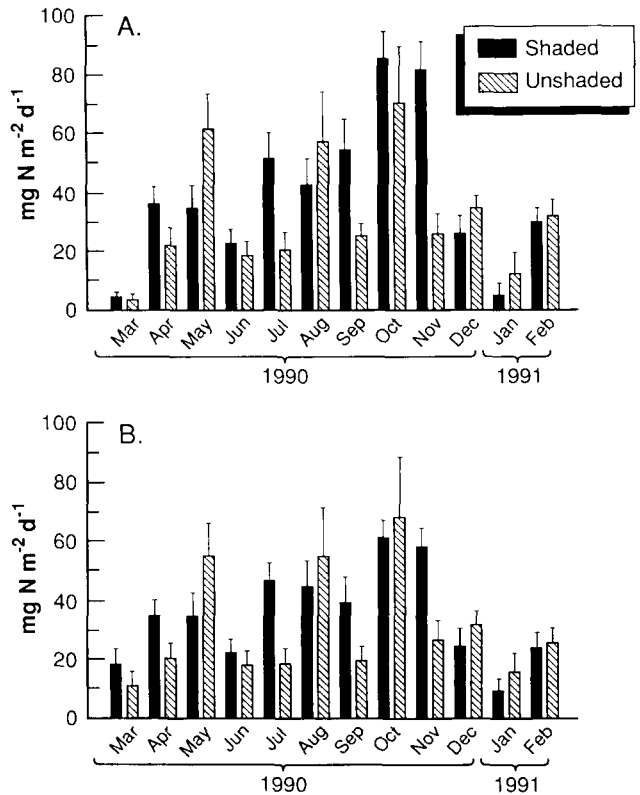 A.
Shaded
Unshaded
mg N m⁻² d⁻¹
100
80
60
40
20
0
Mar Apr May Jun Jul Aug Sep Oct Nov Dec Jan Feb
1990 1991
B.
mg N m⁻² d⁻¹
100
80
60
40
20
0
Mar Apr May Jun Jul Aug Sep Oct Nov Dec Jan Feb
1990 1991